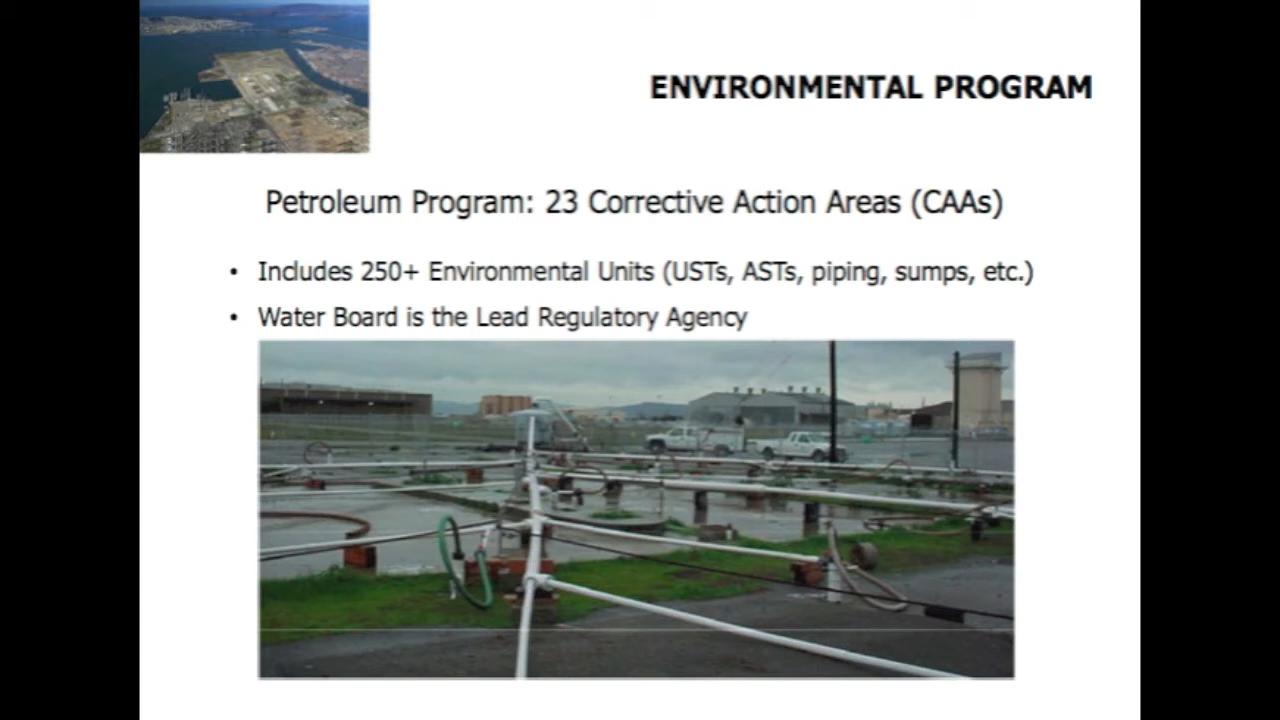 ENVIRONMENTAL PROGRAM
Petroleum Program: 23 Corrective Action Areas (CAAs)
• Includes 250+ Environmental Units (USTs, ASTs, piping, sumps, etc.)
• Water Board is the Lead Regulatory Agency